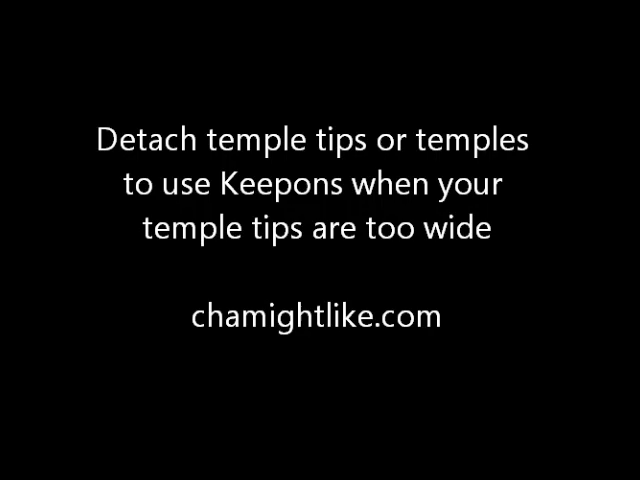 Detach temple tips or temples
to use Keepons when your
temple tips are too wide
chamightlike.com